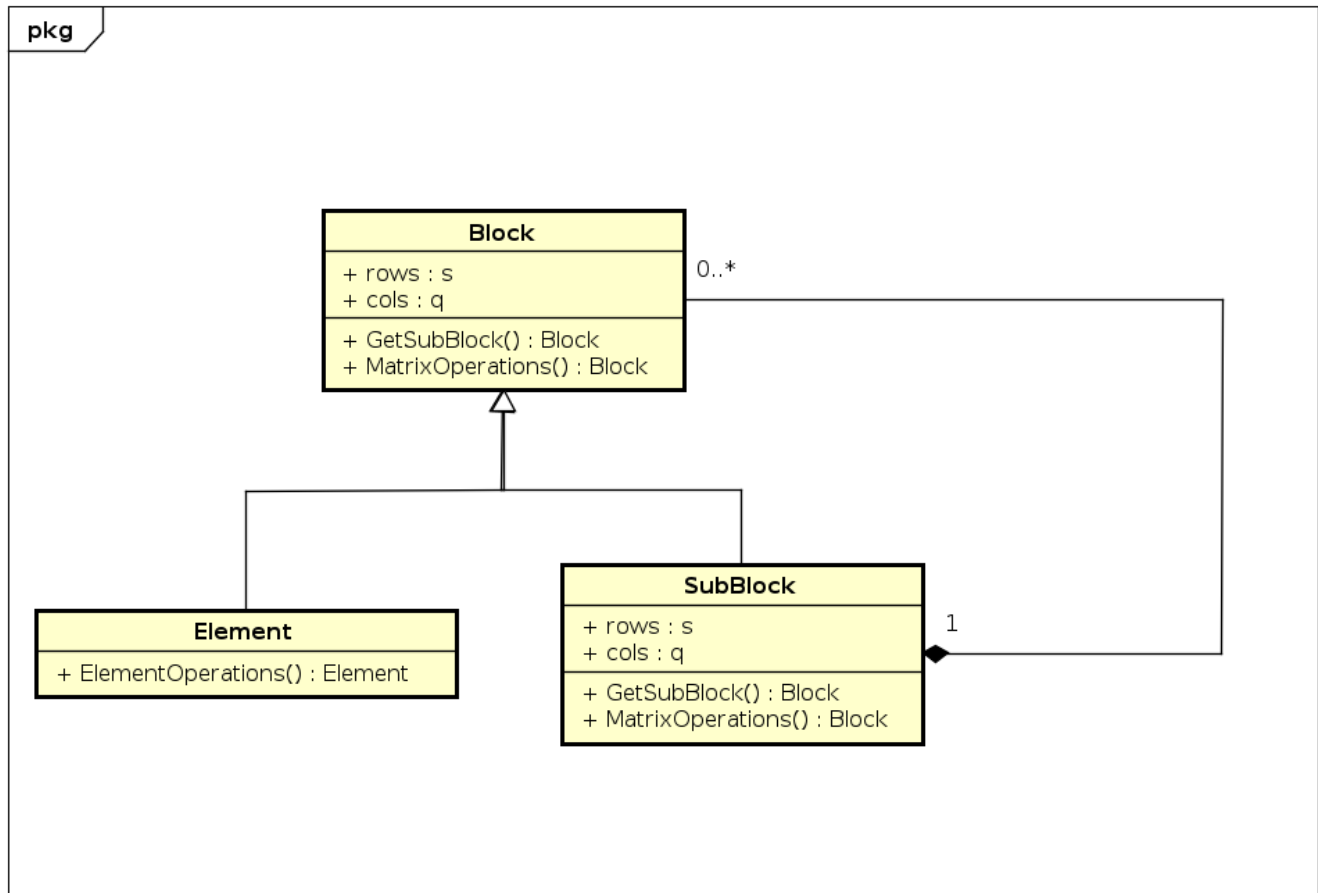 pkg
Block
+ rows : s
+ cols : q
+ GetSubBlock() : Block
+ MatrixOperations() : Block
0..*
Element
+ ElementOperations() : Element
SubBlock
+ rows : s
+ cols : q
+ GetSubBlock() : Block
+ MatrixOperations() : Block
1